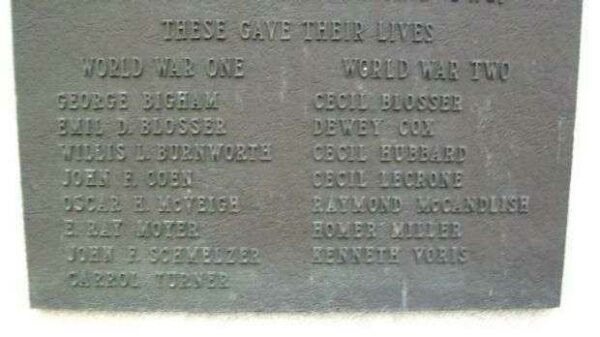 THESE GAVE THEIR LIVES
WORLD WAR ONE WORLD WAR TWO
GEORGE BIGHAM CECIL BLOSSER
EMIL D. BLOSSER DEWEY COX
WILLIS L. BURNWORTH CECIL HUBBARD
JOHN F. COEN CECIL LECRONE
OSCAR H. McVEIGH RAYMOND McCANDLISH
E. RAY MOYER HOMER MILLER
JOHN F. SCHMELZER KENNETH VORIS
CARROL TURNER